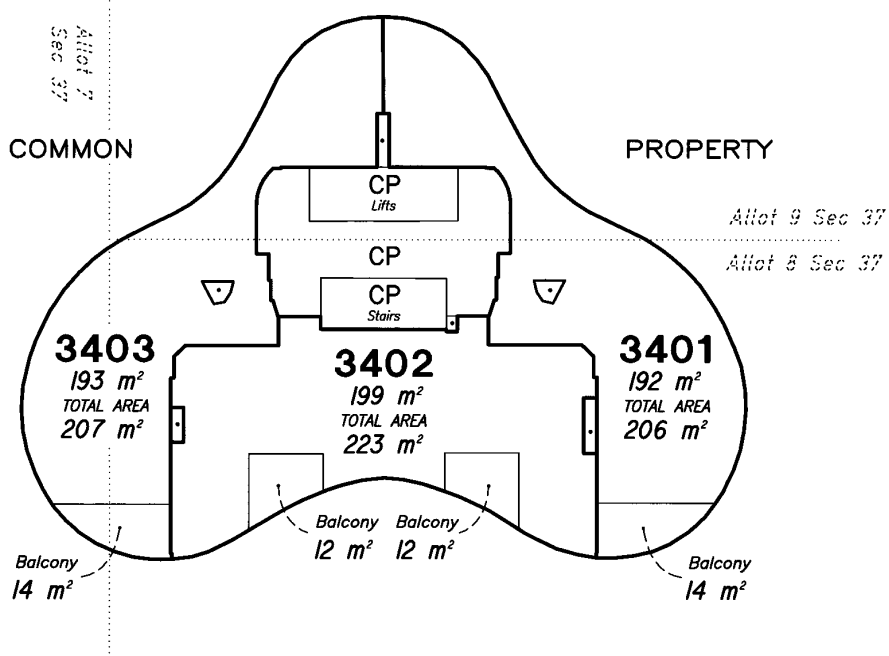 Allot 7
Sec 37
COMMON
PROPERTY
CP
Lifts
Allot 9 Sec 37
CP
Allot 8 Sec 37
CP
Stairs
3403
193 m²
TOTAL AREA
207 m²
3402
199 m²
TOTAL AREA
223 m²
3401
192 m²
TOTAL AREA
206 m²
Balcony
12 m²
Balcony
12 m²
Balcony
14 m²
Balcony
14 m²